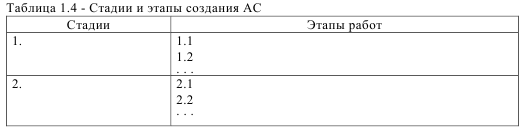 Таблица 1.4 - Стадии и этапы создания АС
Стадии Этапы работ
1. 1.1
1.2
. . .
2. 2.1
2.2
. . .